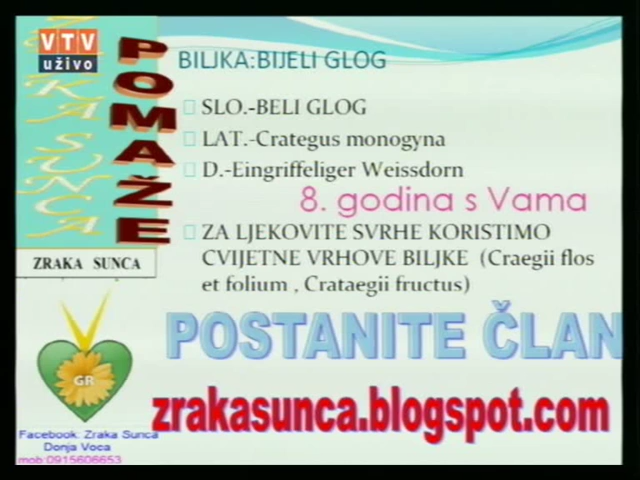 VTV
uživo
ZRAKA SUNCA
POMAŽE
ZRAKA SUNCA
BILJKA:BIJELI GLOG
SLO.-BELI GLOG
LAT.-Crategus monogyna
D.-Eingriffeliger Weissdorn
8. godina s Vama
ZA LJEKOVITE SVRHE KORISTIMO
CVIJETNE VRHOVE BILJKE (Craegii flos
et folium , Crataegii fructus)
POSTANITE ČLAN
GR
zrakasunca.blogspot.com
Facebook: Zraka Sunca
Donja Voca
mob:0915606653